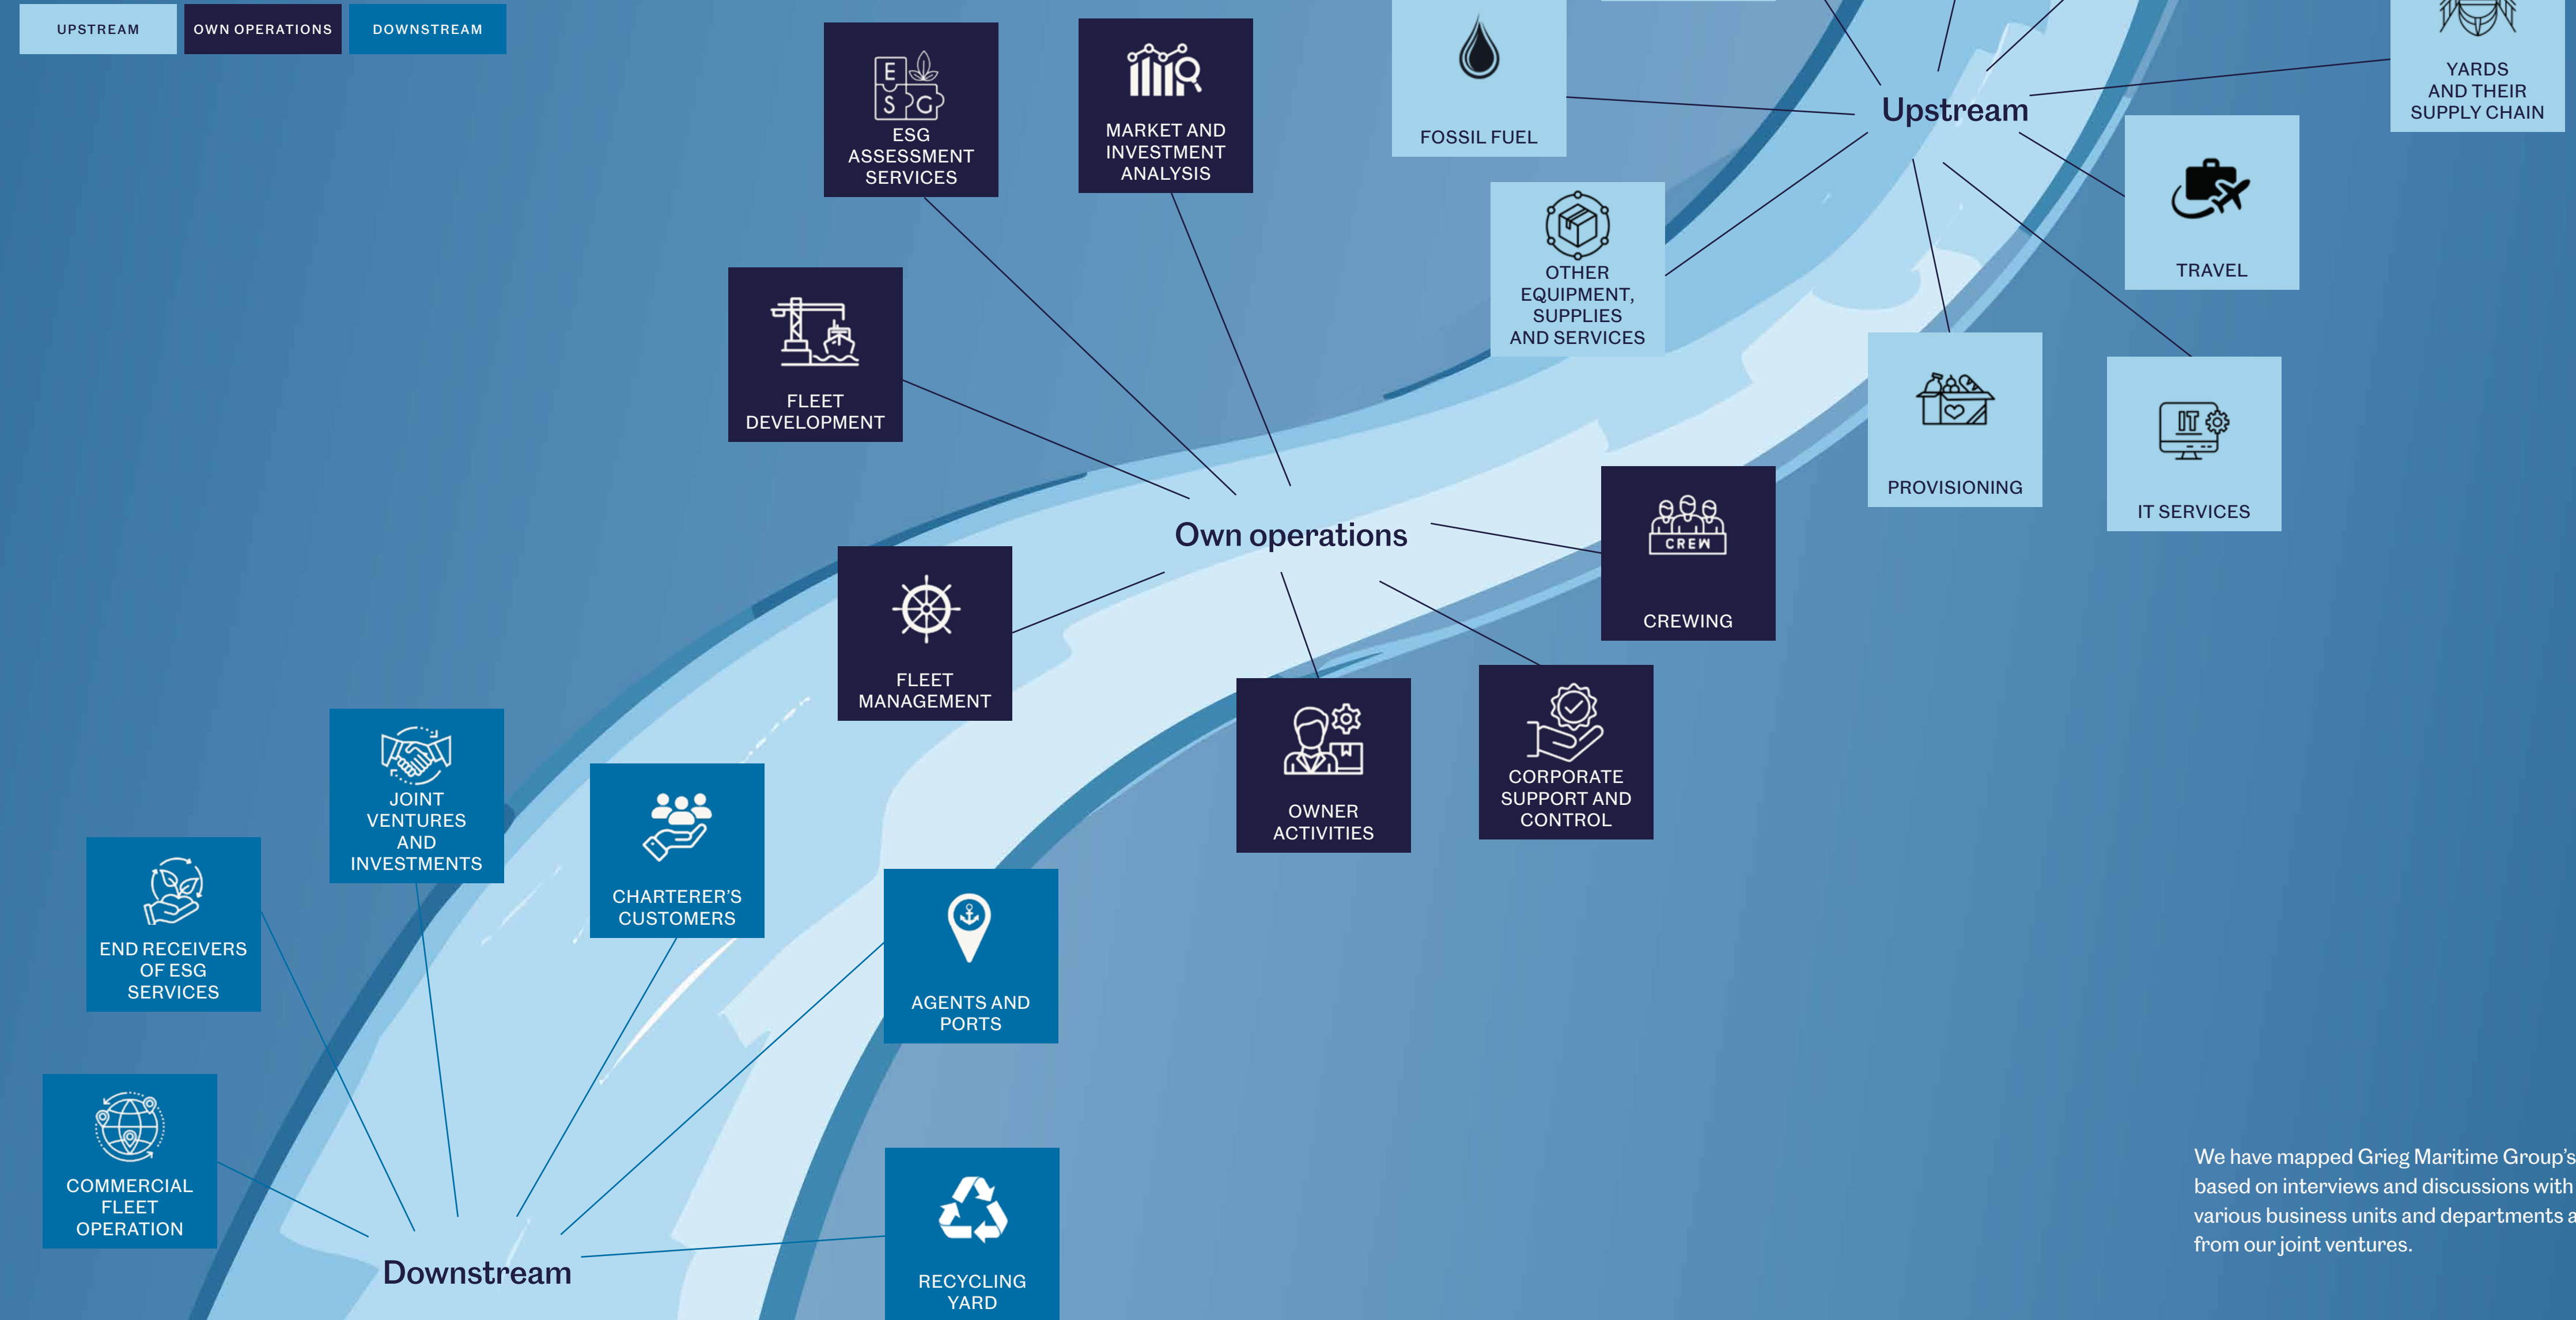 UPSTREAM
OWN OPERATIONS
DOWNSTREAM
E
S G
ESG
ASSESSMENT
SERVICES
MARKET AND
INVESTMENT
ANALYSIS
FOSSIL FUEL
Upstream
YARDS
AND THEIR
SUPPLY CHAIN
OTHER
EQUIPMENT,
SUPPLIES
AND SERVICES
TRAVEL
FLEET
DEVELOPMENT
PROVISIONING
IT
IT SERVICES
Own operations
CREW
CREWING
FLEET
MANAGEMENT
OWNER
ACTIVITIES
CORPORATE
SUPPORT AND
CONTROL
JOINT
VENTURES
AND
INVESTMENTS
CHARTERER'S
CUSTOMERS
END RECEIVERS
OF ESG
SERVICES
AGENTS AND
PORTS
COMMERCIAL
FLEET
OPERATION
Downstream
RECYCLING
YARD
We have mapped Grieg Maritime Group's
based on interviews and discussions with
various business units and departments
from our joint ventures.